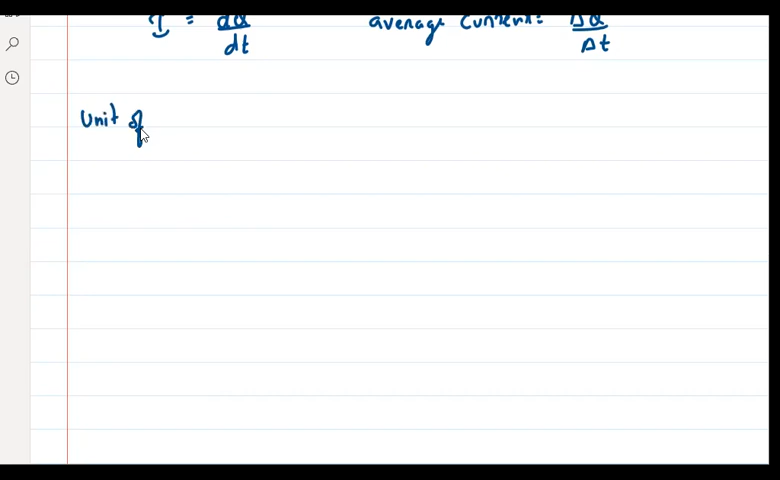 I = dQ/dt average current = ΔQ/Δt
Unit of